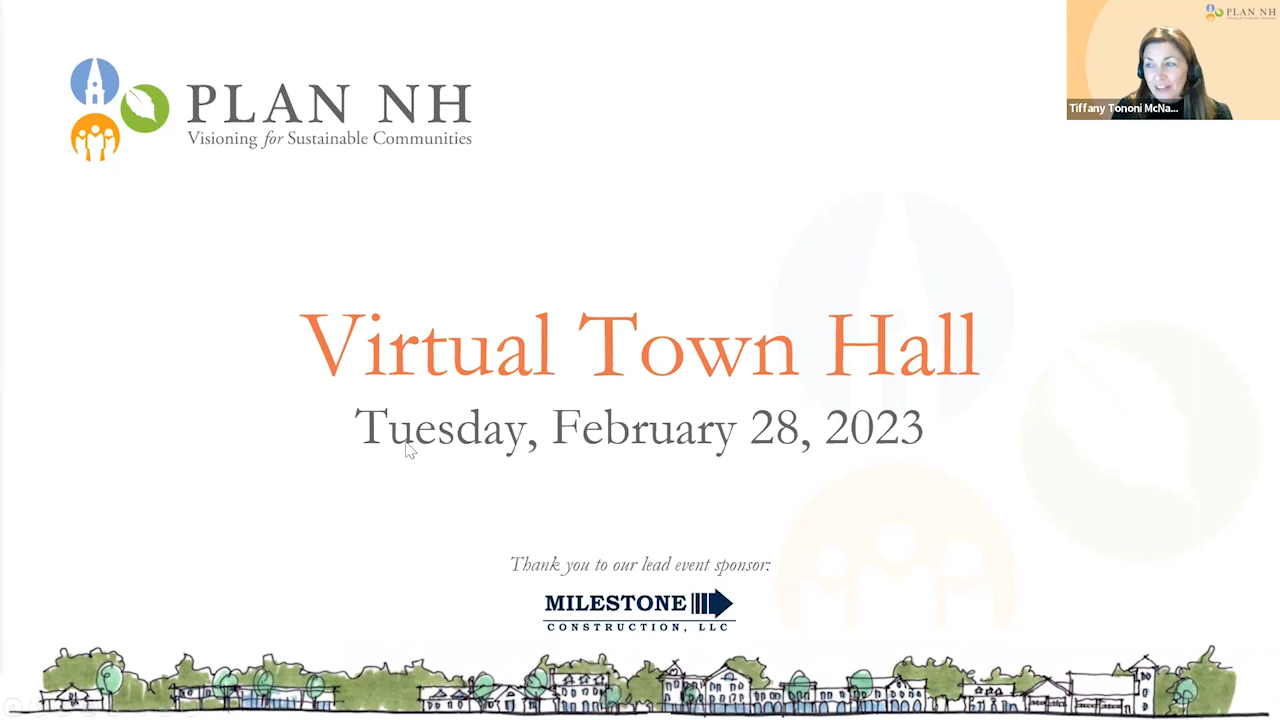 PLAN NH
Visioning for Sustainable Communities
PLAN NH
Tiffany Tononi McNa...
Virtual Town Hall
Tuesday, February 28, 2023
Thank you to our lead event sponsor:
MILESTONE
CONSTRUCTION, LLC